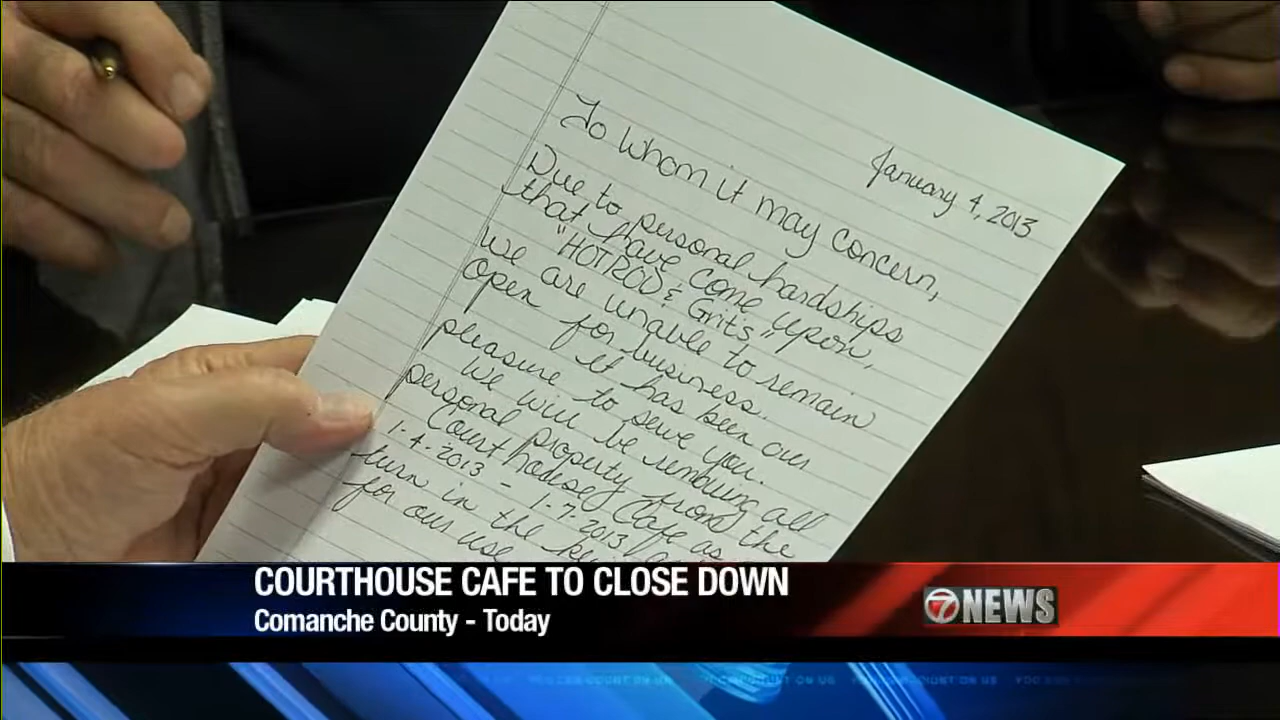 January 4, 2013
To Whom it may concern,
Due to personal hardships
that have come upon,
"HOTROD & Grits"
we are unable to remain
open for business.
It has been our
pleasure to serve you.
We will be removing all
personal property from the
Courthouse Cafe as
1-4-2013 - 1-7-2013
turn in the
for our use
COURTHOUSE CAFE TO CLOSE DOWN
Comanche County - Today
7 NEWS